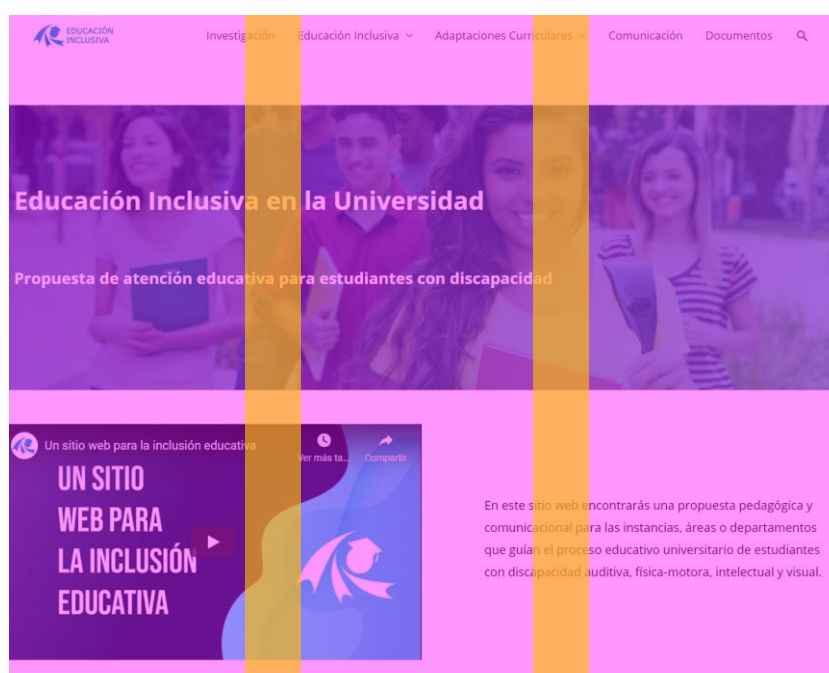 EDUCACIÓN
INCLUSIVA
Investigación Educación Inclusiva Adaptaciones Curriculares Comunicación Documentos
Educación Inclusiva en la Universidad
Propuesta de atención educativa para estudiantes con discapacidad
Un sitio web para la inclusión educativa
Ver más ta... Compartir
UN SITIO
WEB PARA
LA INCLUSIÓN
EDUCATIVA
En este sitio web encontrarás una propuesta pedagógica y
comunicacional para las instancias, áreas o departamentos
que guían el proceso educativo universitario de estudiantes
con discapacidad auditiva, física-motora, intelectual y visual.